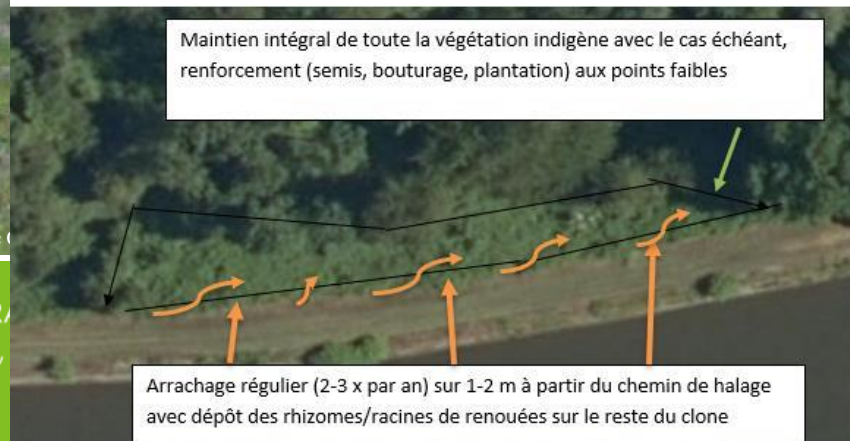 Maintien intégral de toute la végétation indigène avec le cas échéant,
renforcement (semis, bouturage, plantation) aux points faibles
Arrachage régulier (2-3 x par an) sur 1-2 m à partir du chemin de halage
avec dépôt des rhizomes/racines de renouées sur le reste du clone